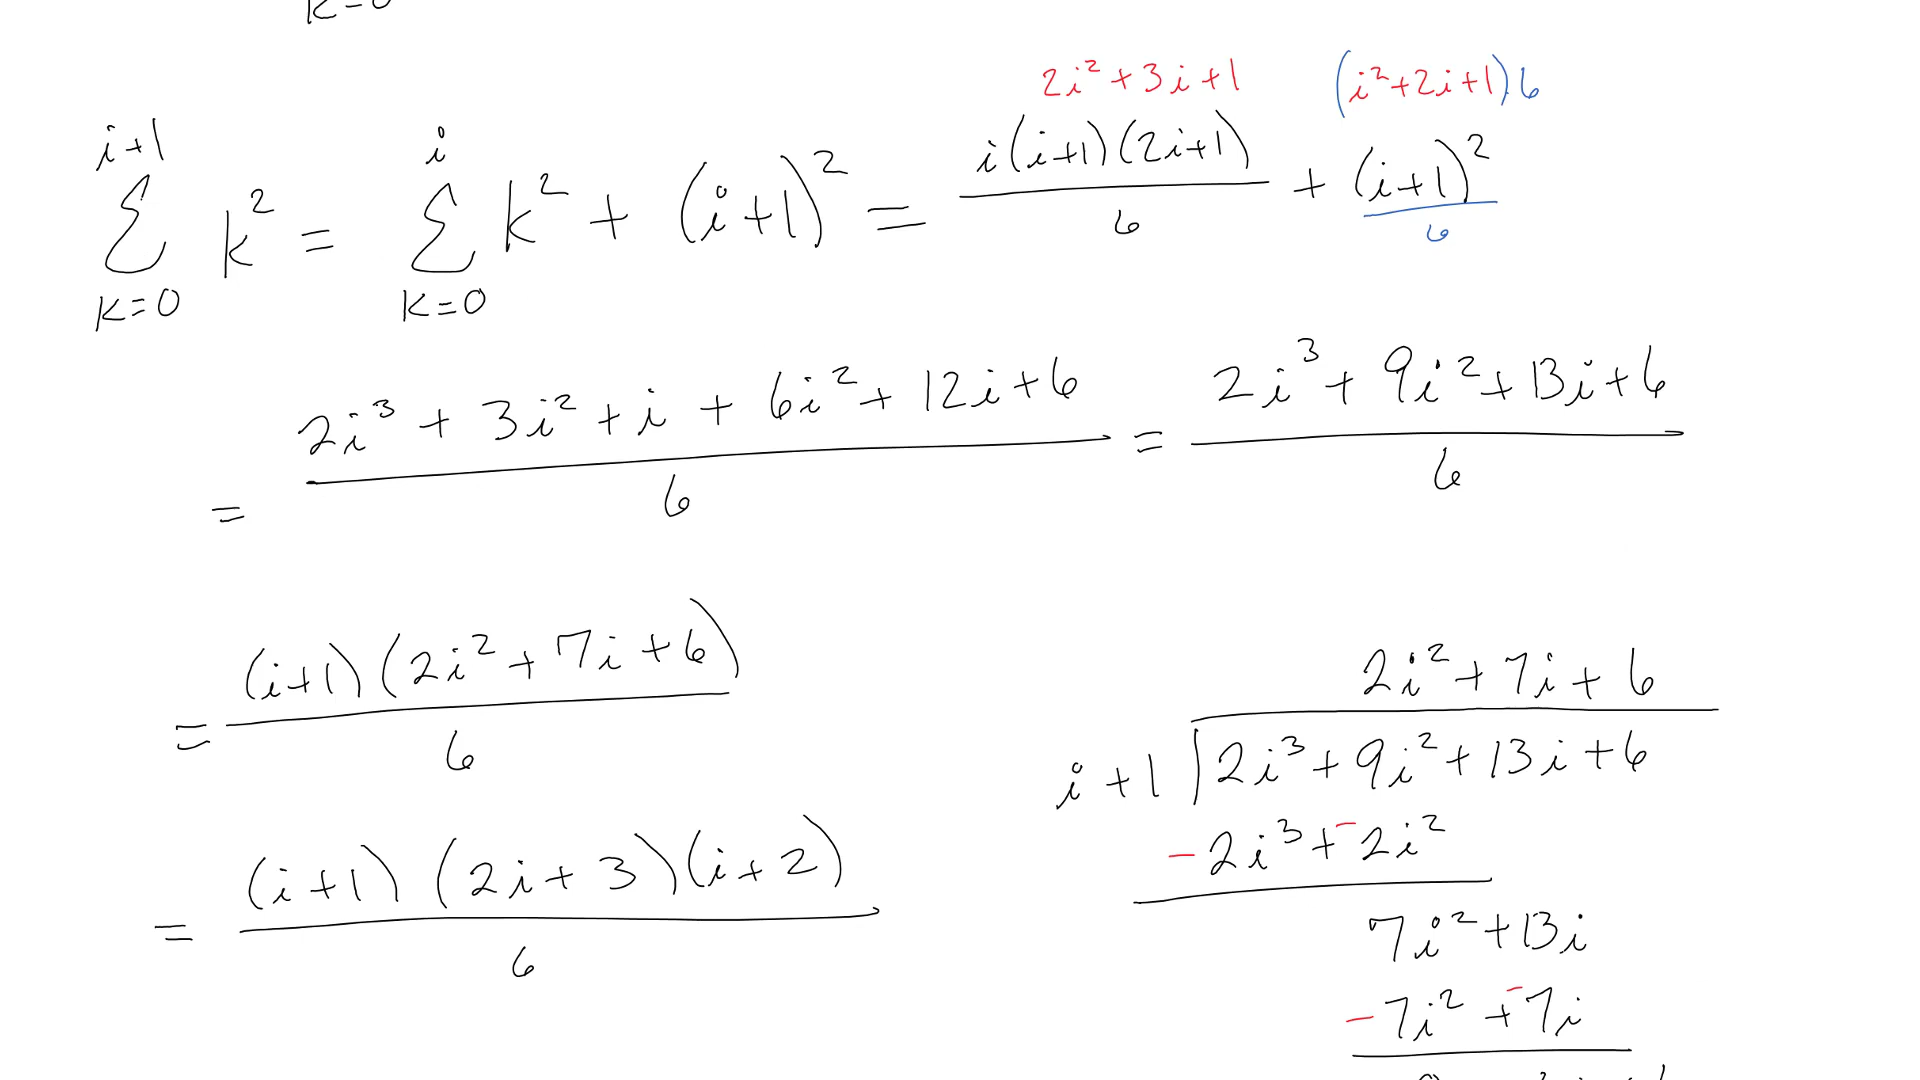 k=0
2i² + 3i + 1 (i²+2i+1)·6
i+1 i i(i+1)(2i+1)
Σ k² = Σ k² + (i+1)² = ———— + (i+1)²
k=0 k=0 6 6
= (2i³ + 3i² + i + 6i² + 12i + 6)/6 = (2i³ + 9i² + 13i + 6)/6
= (i+1)(2i² + 7i + 6)/6
2i² + 7i + 6
i+1 | 2i³ + 9i² + 13i + 6
= (i+1)(2i+3)(i+2)/6
-2i³ + -2i²
7i² + 13i
-7i² + -7i